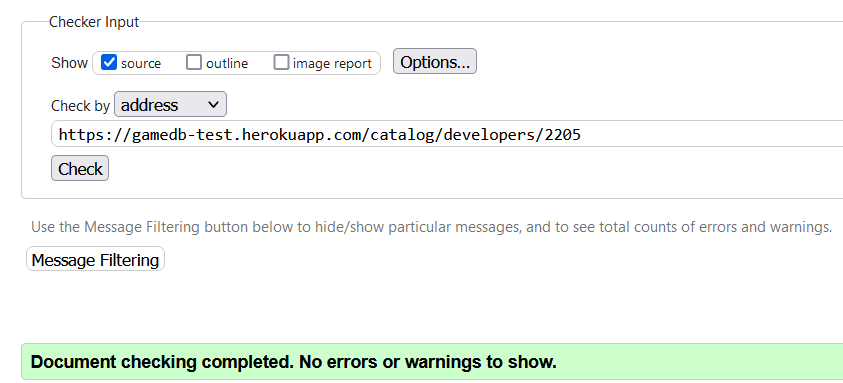 Checker Input
Show source outline image report Options...
Check by address
https://gamedb-test.herokuapp.com/catalog/developers/2205
Check
Use the Message Filtering button below to hide/show particular messages, and to see total counts of errors and warnings.
Message Filtering
Document checking completed. No errors or warnings to show.